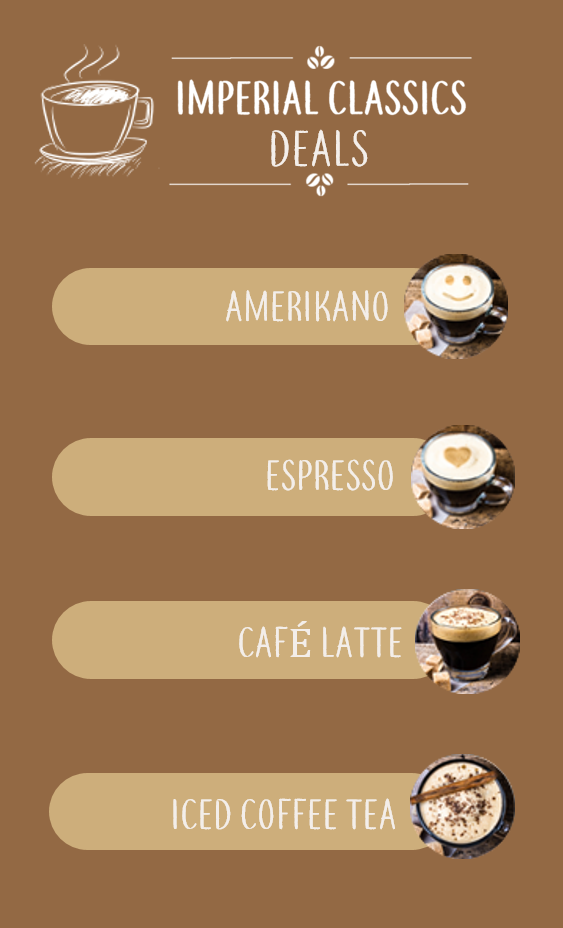 IMPERIAL CLASSICS
DEALS
AMERIKANO
ESPRESSO
CAFÉ LATTE
ICED COFFEE TEA